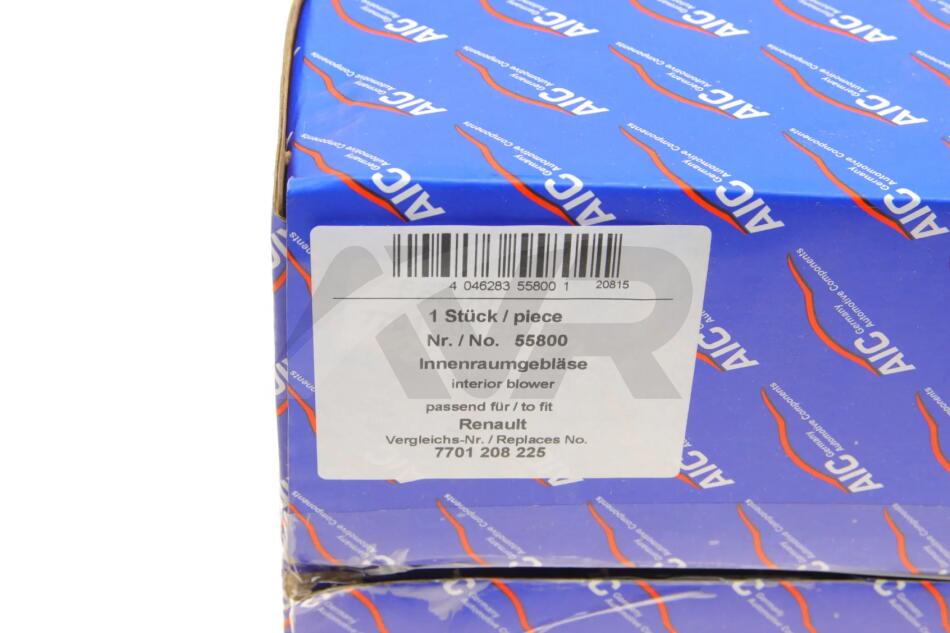 AIC Germany
Automotive Components
4 046283 55800 1 20815
1 Stück / piece
Nr. / No. 55800
Innenraumgebläse
interior blower
passend für / to fit
Renault
Vergleichs-Nr. / Replaces No.
7701 208 225